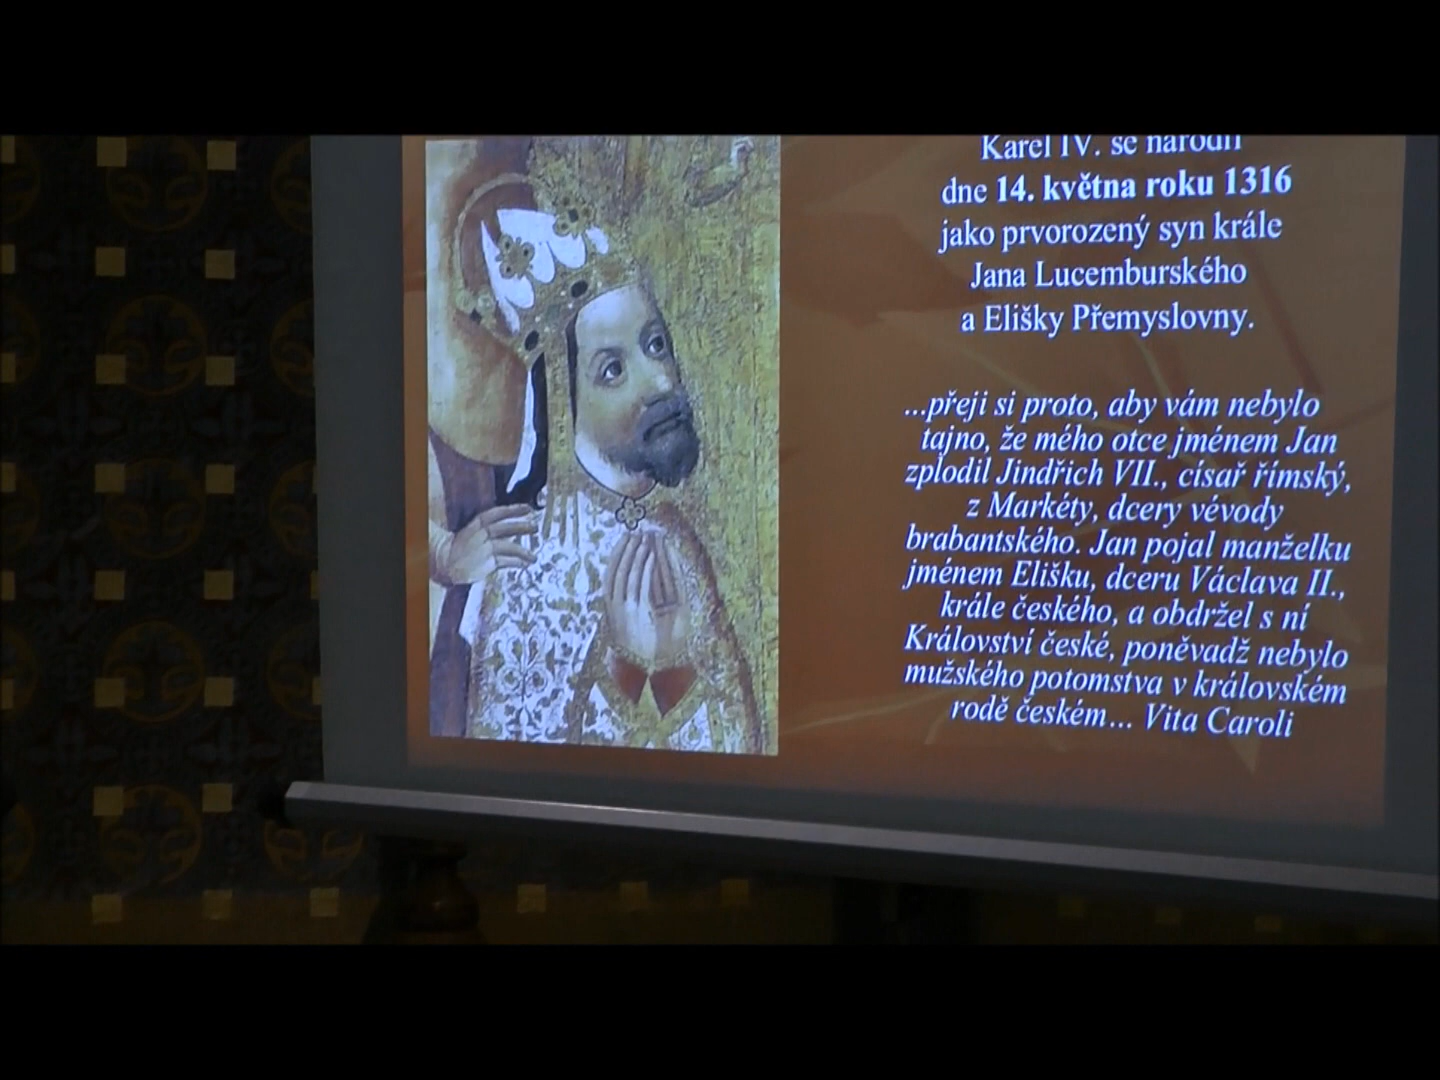 Karel IV. se narodil
dne 14. května roku 1316
jako prvorozený syn krále
Jana Lucemburského
a Elišky Přemyslovny.
...přeji si proto, aby vám nebylo
tajno, že mého otce jménem Jan
zplodil Jindřich VII., císař římský,
z Markéty, dcery vévody
brabantského. Jan pojal manželku
jménem Elišku, dceru Václava II.,
krále českého, a obdržel s ní
Království české, poněvadž nebylo
mužského potomstva v královském
rodě českém... Vita Caroli